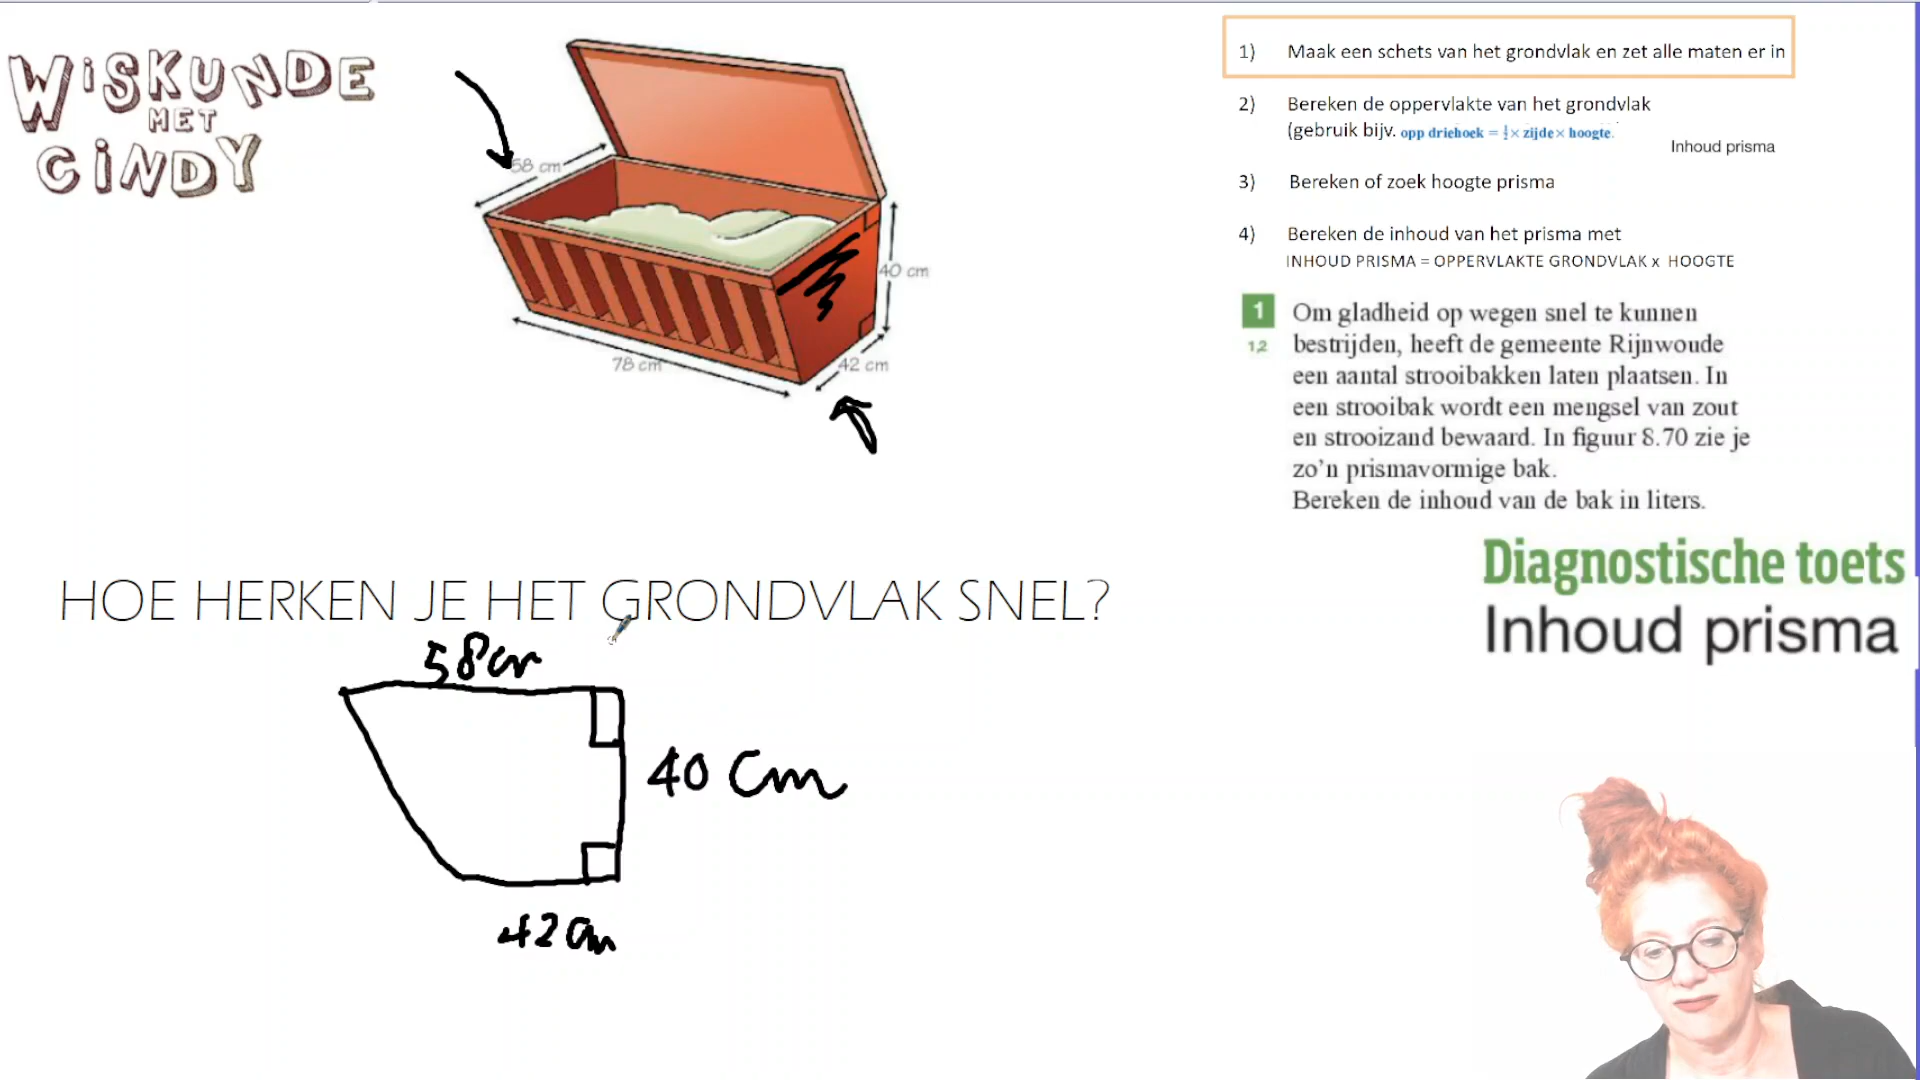 WISKUNDE
MET
CINDY
58 cm
40 cm
78 cm
42 cm
1) Maak een schets van het grondvlak en zet alle maten er in
2) Bereken de oppervlakte van het grondvlak
(gebruik bijv. opp driehoek = ½ × zijde × hoogte.
Inhoud prisma
3) Bereken of zoek hoogte prisma
4) Bereken de inhoud van het prisma met
INHOUD PRISMA = OPPERVLAKTE GRONDVLAK x HOOGTE
1
1,2
Om gladheid op wegen snel te kunnen
bestrijden, heeft de gemeente Rijnwoude
een aantal strooibakken laten plaatsen. In
een strooibak wordt een mengsel van zout
en strooizand bewaard. In figuur 8.70 zie je
zo'n prismavormige bak.
Bereken de inhoud van de bak in liters.
Diagnostische toets
Inhoud prisma
HOE HERKEN JE HET GRONDVLAK SNEL?
58cm
40 cm
42cm